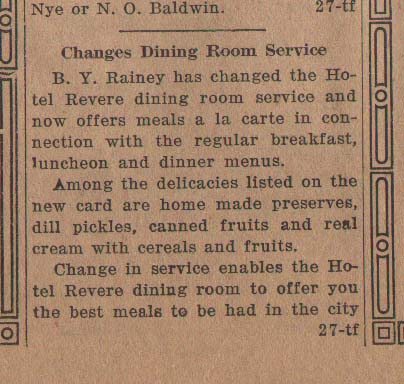 Nye or N. O. Baldwin. 27-tf
Changes Dining Room Service
B. Y. Rainey has changed the Ho-
tel Revere dining room service and
now offers meals a la carte in con-
nection with the regular breakfast,
luncheon and dinner menus.
Among the delicacies listed on the
new card are home made preserves,
dill pickles, canned fruits and real
cream with cereals and fruits.
Change in service enables the Ho-
tel Revere dining room to offer you
the best meals to be had in the city
27-tf